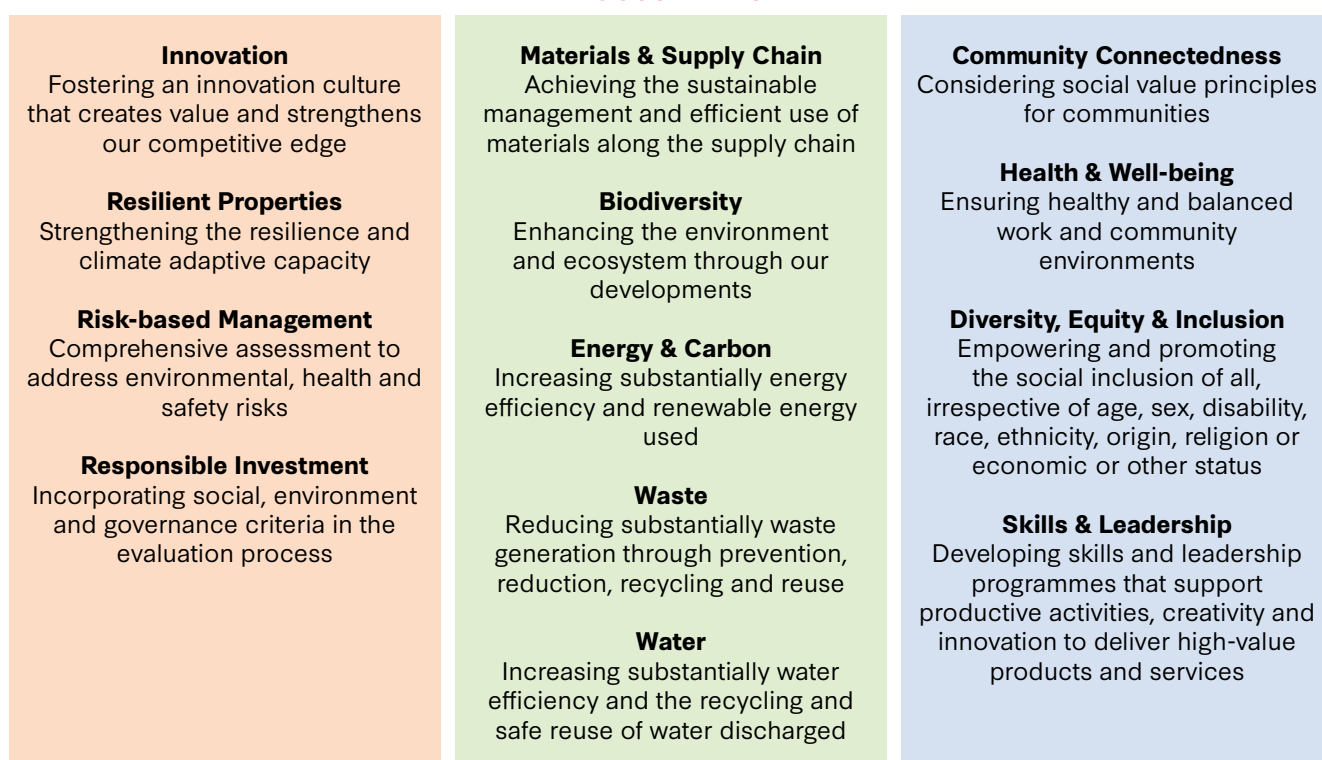 Innovation
Fostering an innovation culture
that creates value and strengthens
our competitive edge
Resilient Properties
Strengthening the resilience and
climate adaptive capacity
Risk-based Management
Comprehensive assessment to
address environmental, health and
safety risks
Responsible Investment
Incorporating social, environment
and governance criteria in the
evaluation process
Materials & Supply Chain
Achieving the sustainable
management and efficient use of
materials along the supply chain
Biodiversity
Enhancing the environment
and ecosystem through our
developments
Energy & Carbon
Increasing substantially energy
efficiency and renewable energy
used
Waste
Reducing substantially waste
generation through prevention,
reduction, recycling and reuse
Water
Increasing substantially water
efficiency and the recycling and
safe reuse of water discharged
Community Connectedness
Considering social value principles
for communities
Health & Well-being
Ensuring healthy and balanced
work and community
environments
Diversity, Equity & Inclusion
Empowering and promoting
the social inclusion of all,
irrespective of age, sex, disability,
race, ethnicity, origin, religion or
economic or other status
Skills & Leadership
Developing skills and leadership
programmes that support
productive activities, creativity and
innovation to deliver high-value
products and services